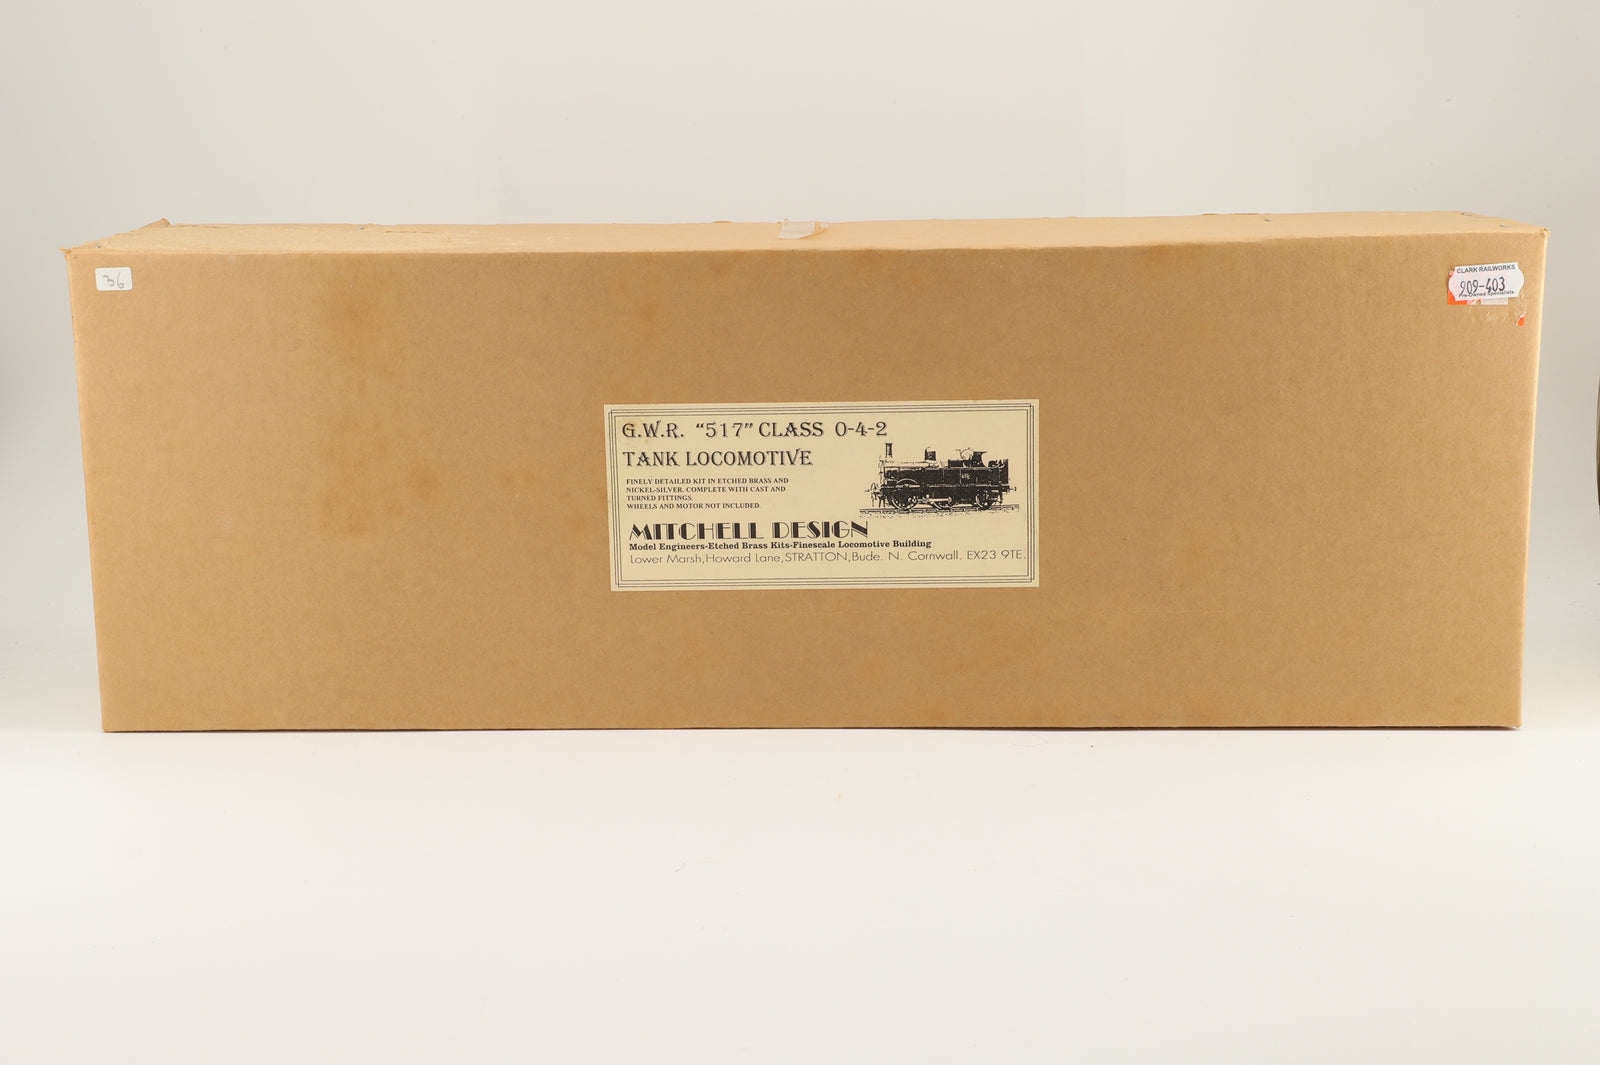 36
CLARK RAILWORKS
909-403
Pre-Owned Specialists
G.W.R. "517" CLASS 0-4-2
TANK LOCOMOTIVE
FINELY DETAILED KIT IN ETCHED BRASS AND
NICKEL-SILVER. COMPLETE WITH CAST AND
TURNED FITTINGS.
WHEELS AND MOTOR NOT INCLUDED.
MITCHELL DESIGN
Model Engineers-Etched Brass Kits-Finescale Locomotive Building
Lower Marsh,Howard Lane,STRATTON,Bude. N. Cornwall. EX23 9TE.